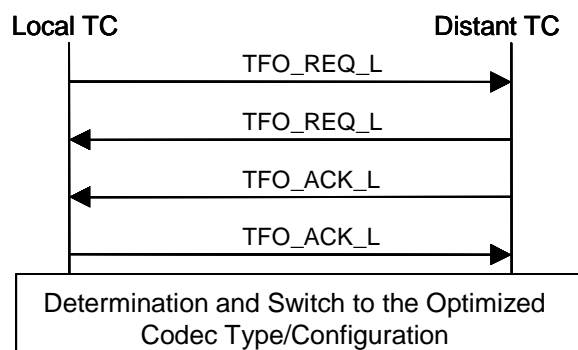 Local TC
Distant TC
TFO_REQ_L
TFO_REQ_L
TFO_ACK_L
TFO_ACK_L
Determination and Switch to the Optimized
Codec Type/Configuration